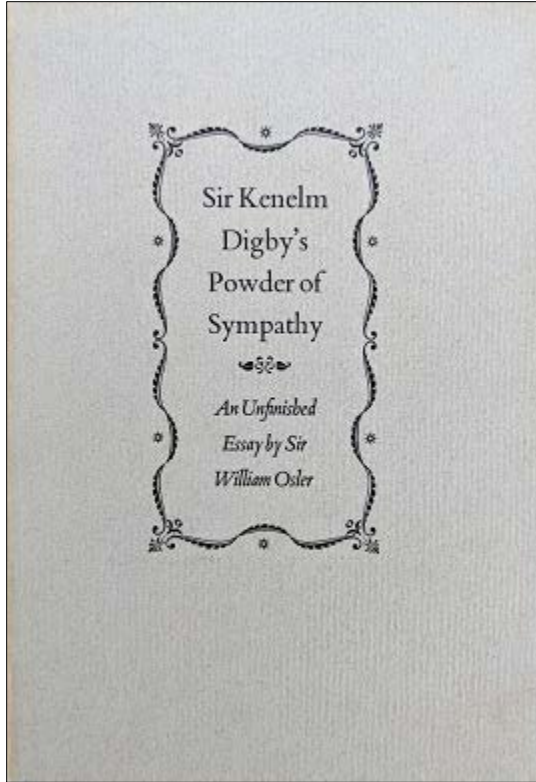 Sir Kenelm
Digby’s
Powder of
Sympathy
An Unfinished
Essay by Sir
William Osler